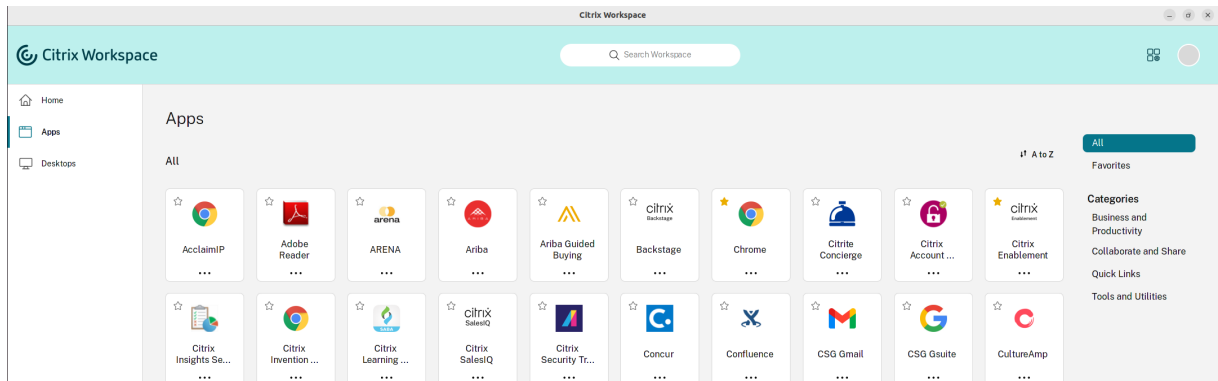 Citrix Workspace
Citrix Workspace
Search Workspace
Home
Apps
Desktops
Apps
All
A to Z
All
Favorites
Categories
Business and
Productivity
Collaborate and Share
Quick Links
Tools and Utilities
AcclaimIP
...
Adobe
Reader
...
arena
ARENA
...
ARIBA
Ariba
...
Ariba Guided
Buying
...
citrix
Backstage
Backstage
...
Chrome
...
Citrite
Concierge
...
Citrix
Account ...
...
citrix
Enablement
Citrix
Enablement
...
Citrix
Insights Se...
...
Citrix
Invention ...
...
SABA
Citrix
Learning ...
...
citrix
SalesIQ
Citrix
SalesIQ
...
Citrix
Security Tr...
...
C.
Concur
...
Confluence
...
CSG Gmail
...
G
CSG Gsuite
...
CultureAmp
...